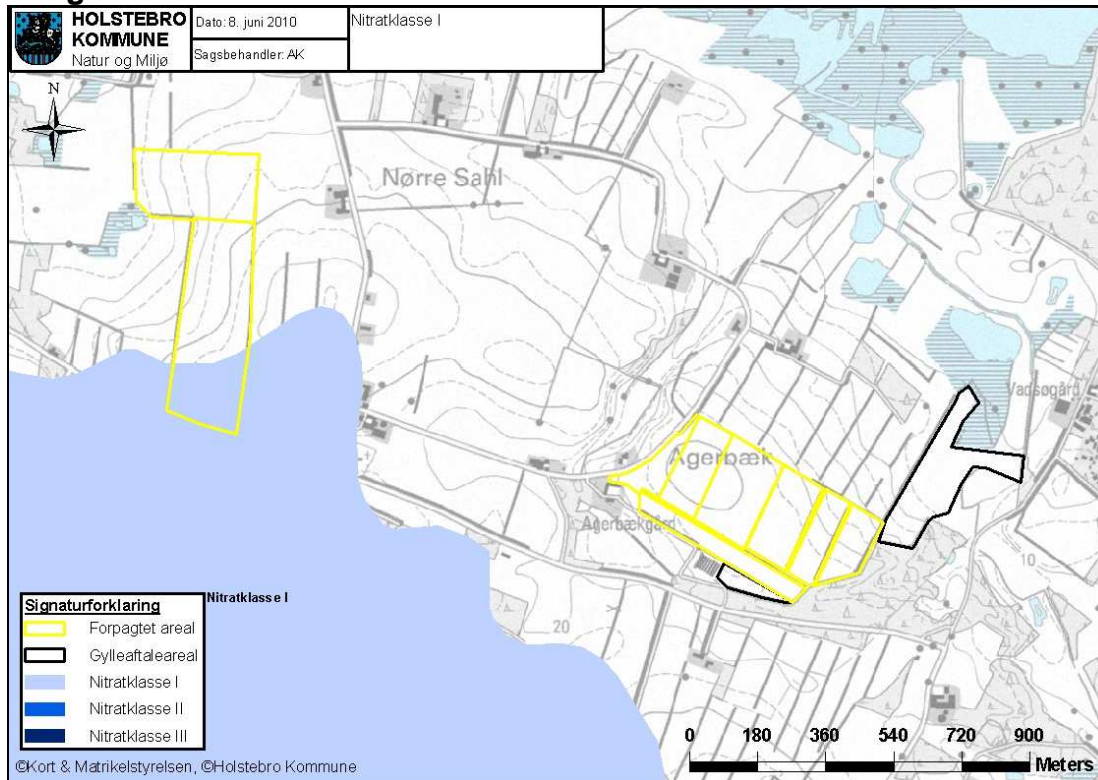 HOLSTEBRO
KOMMUNE
Natur og Miljø
Dato: 8. juni 2010
Sagsbehandler: AK
Nitratklasse I
N
Nørre Sahl
Vadsøgård
Agerbæk
Agerbækgård
10
20
Nitratklasse I
Signaturforklaring
Forpagtet areal
Gylleaftaleareal
Nitratklasse I
Nitratklasse II
Nitratklasse III
0 180 360 540 720 900
Meters
©Kort & Matrikelstyrelsen, ©Holstebro Kommune